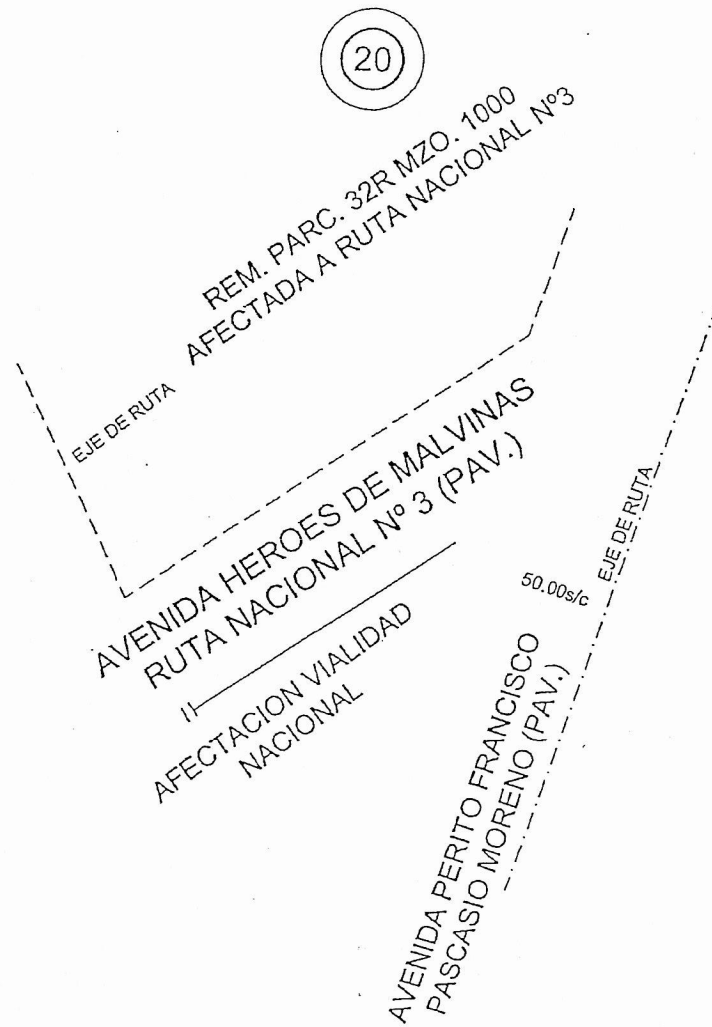 20
REM. PARC. 32R MZO. 1000
AFECTADA A RUTA NACIONAL Nº3
EJE DE RUTA
AVENIDA HEROES DE MALVINAS
RUTA NACIONAL Nº 3 (PAV.)
AFECTACION VIALIDAD
NACIONAL
EJE DE RUTA
50.00s/c
AVENIDA PERITO FRANCISCO
PASCASIO MORENO (PAV.)